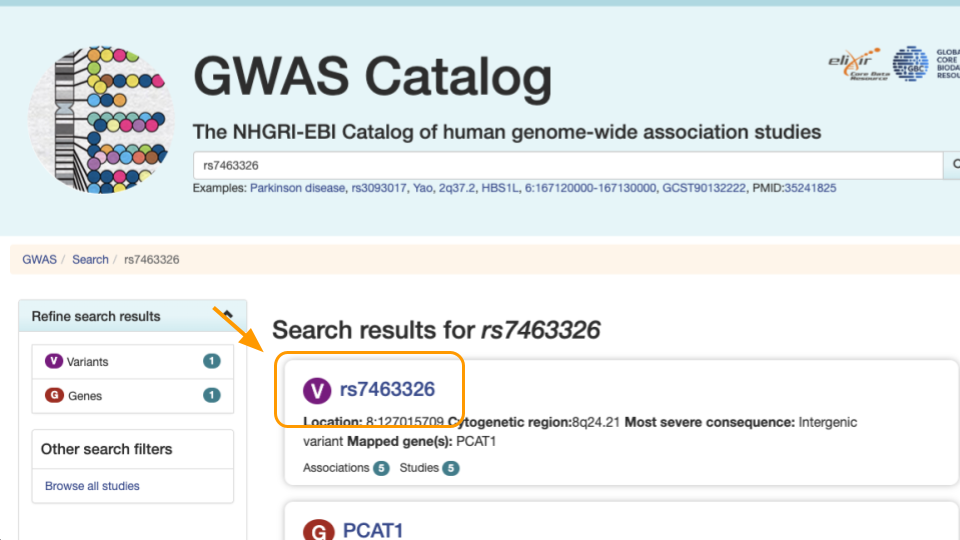 GWAS Catalog
elixir
Core Data
Resource
GBC
GLOBA
CORE
BIODA
RESOU
The NHGRI-EBI Catalog of human genome-wide association studies
rs7463326
Examples: Parkinson disease, rs3093017, Yao, 2q37.2, HBS1L, 6:167120000-167130000, GCST90132222, PMID:35241825
GWAS / Search / rs7463326
Refine search results
V Variants 1
G Genes 1
Other search filters
Browse all studies
Search results for rs7463326
V rs7463326
Location: 8:127015709 Cytogenetic region:8q24.21 Most severe consequence: Intergenic
variant Mapped gene(s): PCAT1
Associations 5 Studies 5
G PCAT1